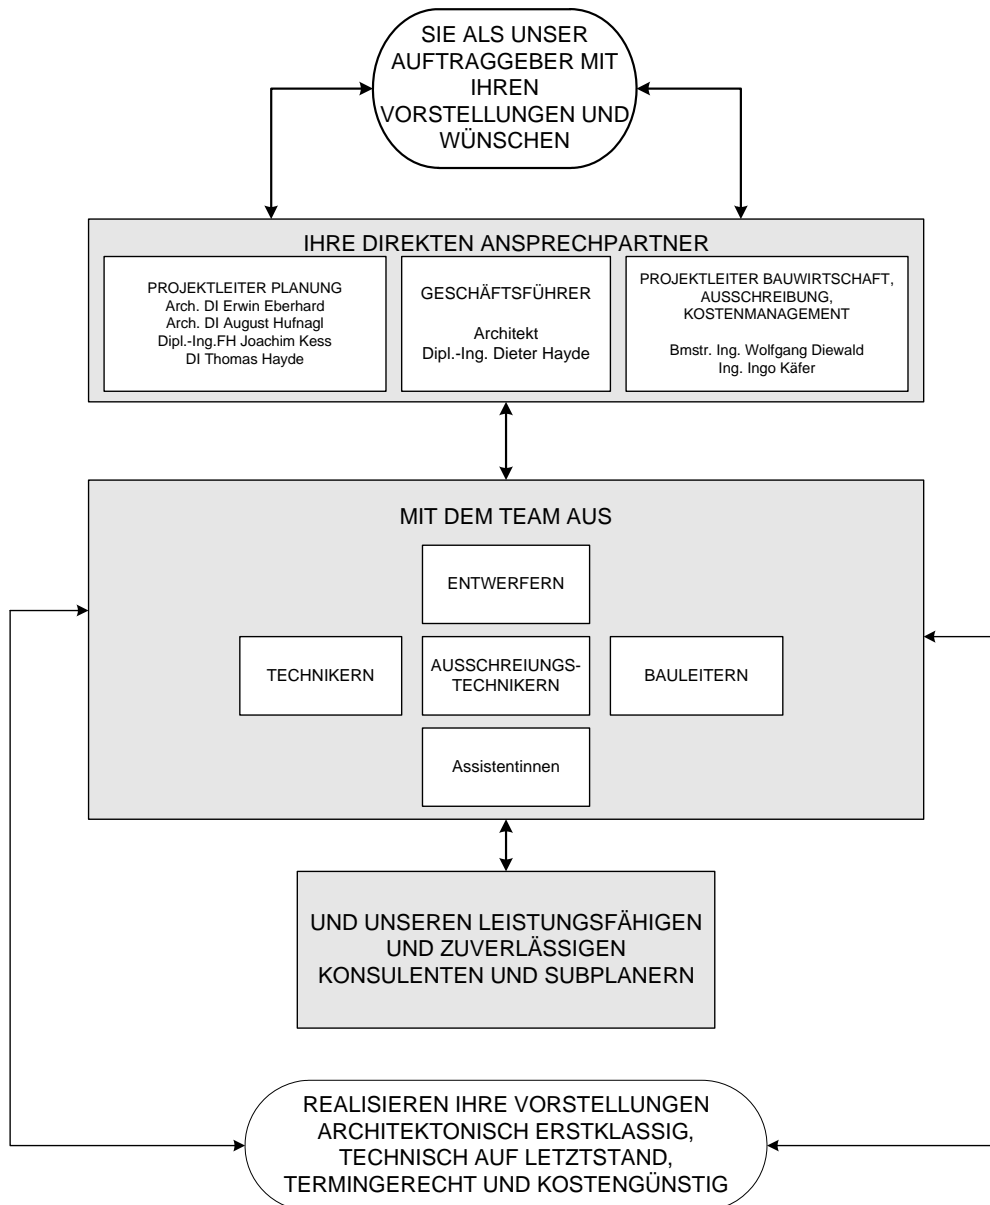 SIE ALS UNSER
AUFTRAGGEBER MIT
IHREN
VORSTELLUNGEN UND
WÜNSCHEN
IHRE DIREKTEN ANSPRECHPARTNER
PROJEKTLEITER PLANUNG
Arch. DI Erwin Eberhard
Arch. DI August Hufnagl
Dipl.-Ing.FH Joachim Kess
DI Thomas Hayde
GESCHÄFTSFÜHRER
Architekt
Dipl.-Ing. Dieter Hayde
PROJEKTLEITER BAUWIRTSCHAFT,
AUSSCHREIBUNG,
KOSTENMANAGEMENT
Bmstr. Ing. Wolfgang Diewald
Ing. Ingo Käfer
MIT DEM TEAM AUS
ENTWERFERN
TECHNIKERN
AUSSCHREIUNGS-
TECHNIKERN
BAULEITERN
Assistentinnen
UND UNSEREN LEISTUNGSFÄHIGEN
UND ZUVERLÄSSIGEN
KONSULENTEN UND SUBPLANERN
REALISIEREN IHRE VORSTELLUNGEN
ARCHITEKTONISCH ERSTKLASSIG,
TECHNISCH AUF LETZTSTAND,
TERMINGERECHT UND KOSTENGÜNSTIG